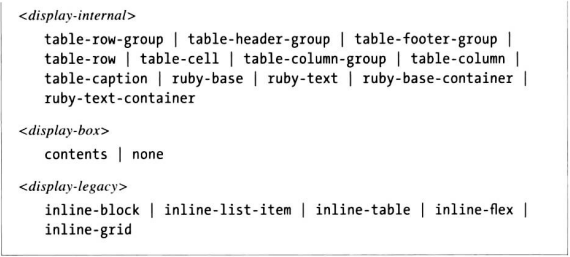 <display-internal>
table-row-group | table-header-group | table-footer-group |
table-row | table-cell | table-column-group | table-column |
table-caption | ruby-base | ruby-text | ruby-base-container |
ruby-text-container
<display-box>
contents | none
<display-legacy>
inline-block | inline-list-item | inline-table | inline-flex |
inline-grid